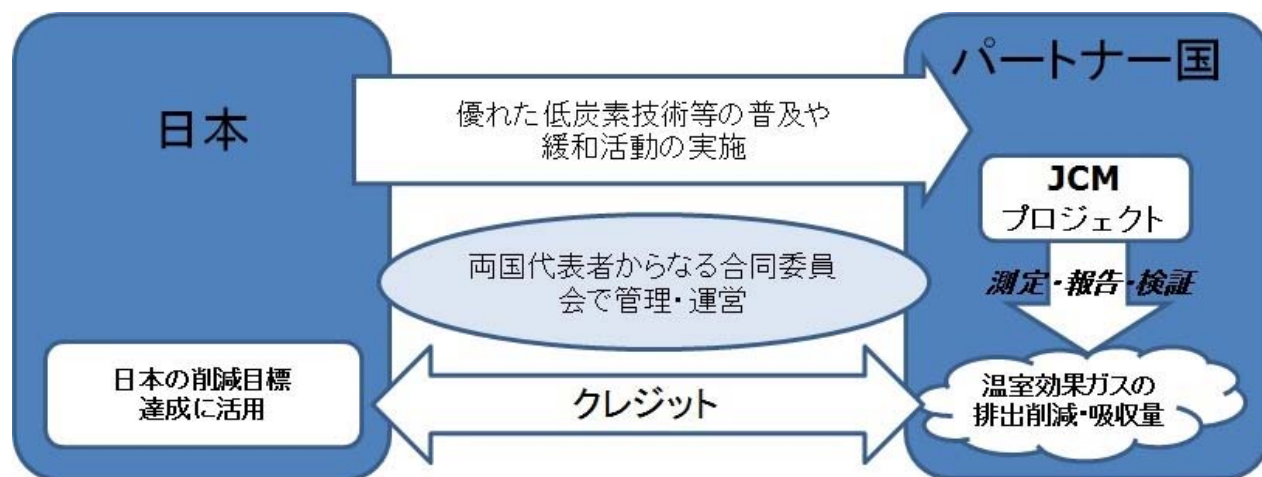 日本
パートナー国
優れた低炭素技術等の普及や
緩和活動の実施
JCM
プロジェクト
両国代表者からなる合同委員
会で管理・運営
測定・報告・検証
日本の削減目標
達成に活用
クレジット
温室効果ガスの
排出削減・吸収量